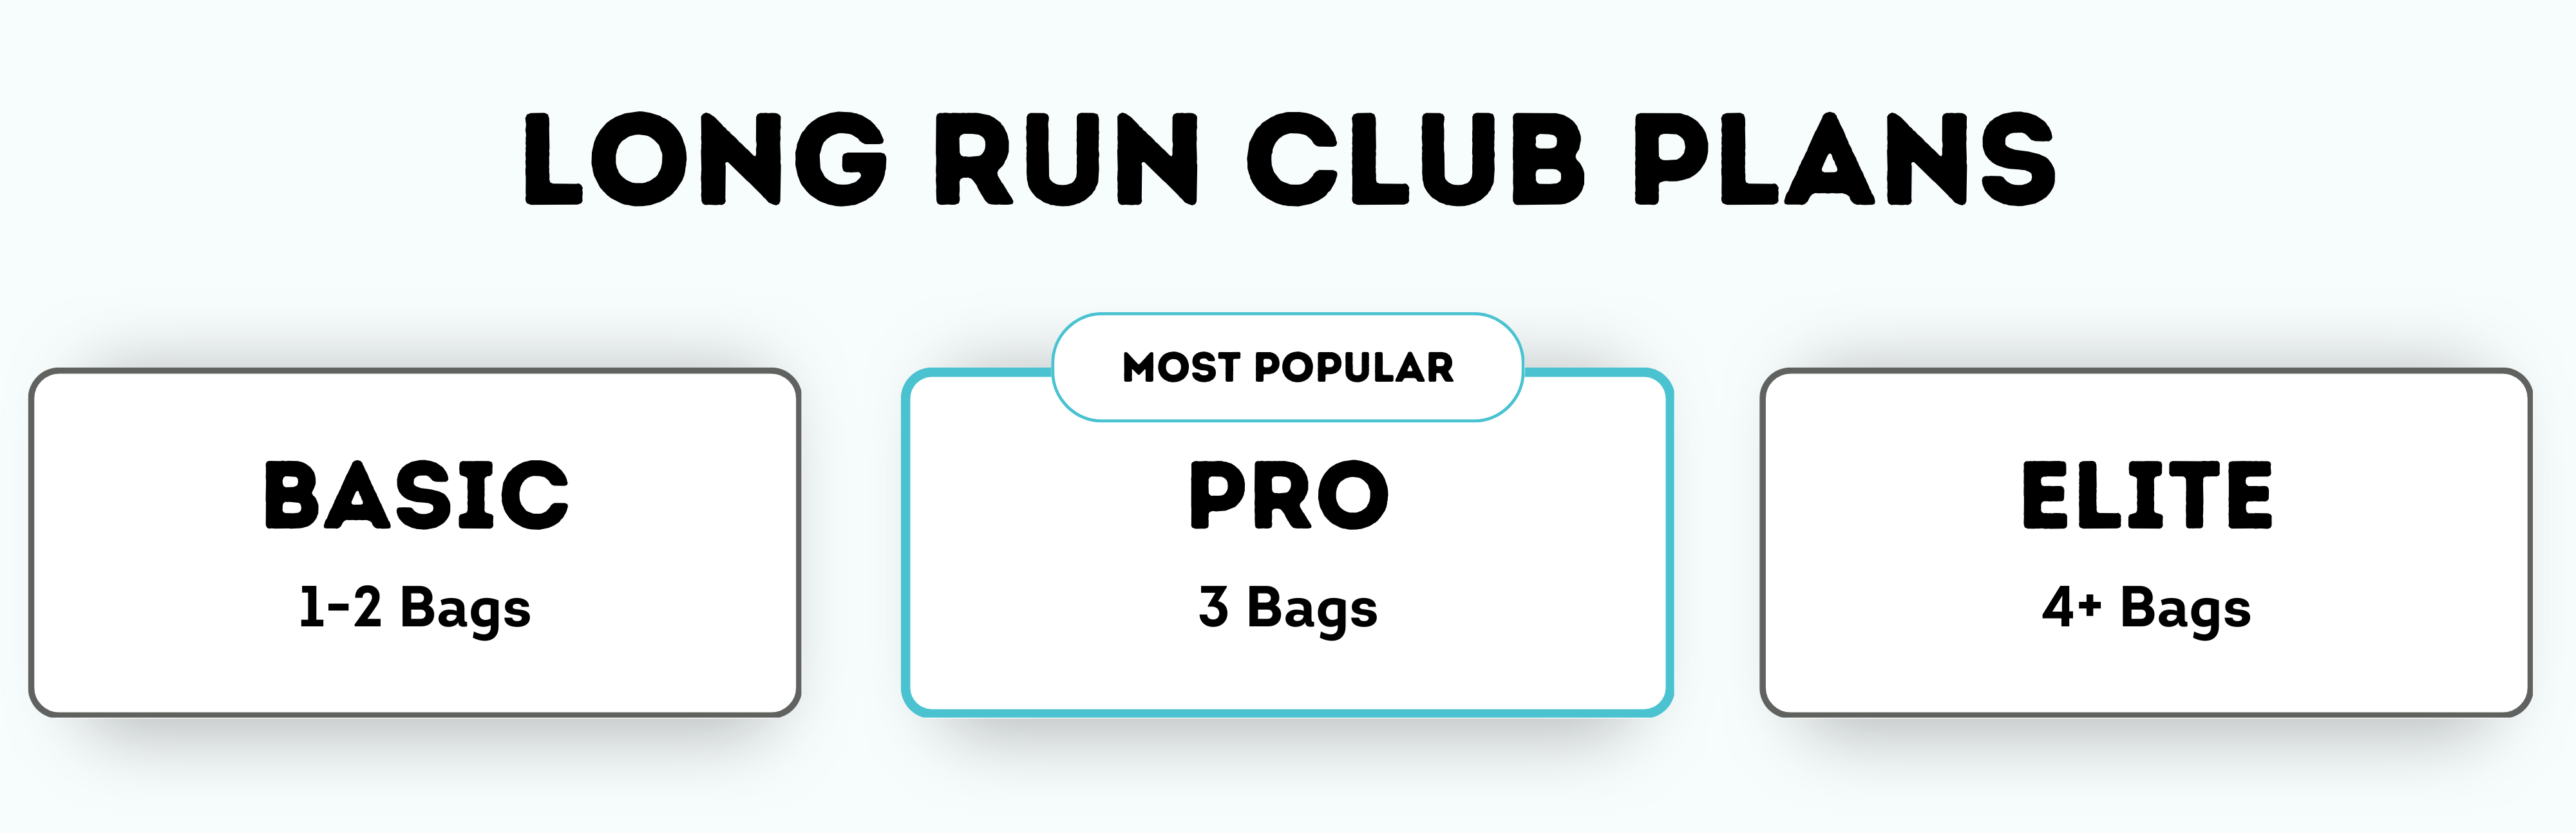 LONG RUN CLUB PLANS
BASIC
1-2 Bags
MOST POPULAR
PRO
3 Bags
ELITE
4+ Bags